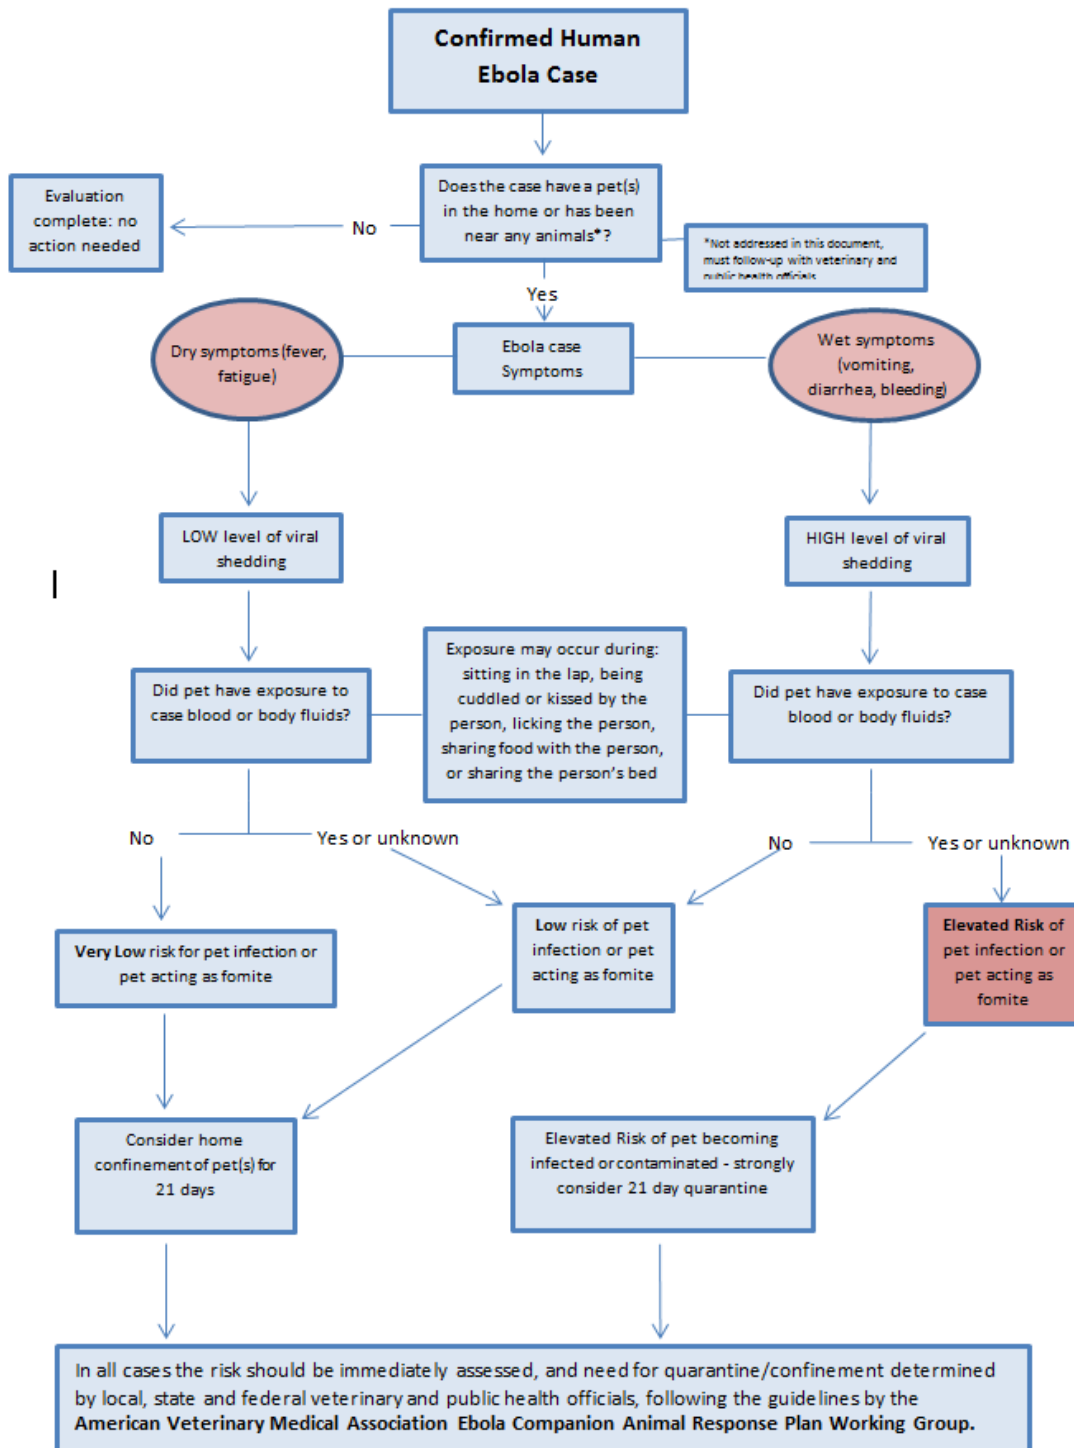 Confirmed Human
Ebola Case
Does the case have a pet(s)
in the home or has been
near any animals*?
Evaluation
complete: no
action needed
No
*Not addressed in this document,
must follow-up with veterinary and
public health officials
Yes
Dry symptoms (fever,
fatigue)
Ebola case
Symptoms
Wet symptoms
(vomiting,
diarrhea, bleeding)
LOW level of viral
shedding
HIGH level of viral
shedding
Did pet have exposure to
case blood or body fluids?
Exposure may occur during:
sitting in the lap, being
cuddled or kissed by the
person, licking the person,
sharing food with the person,
or sharing the person's bed
Did pet have exposure to case
blood or body fluids?
No
Yes or unknown
No
Yes or unknown
Very Low risk for pet infection or
pet acting as fomite
Low risk of pet
infection or pet
acting as fomite
Elevated Risk of
pet infection or
pet acting as
fomite
Consider home
confinement of pet(s) for
21 days
Elevated Risk of pet becoming
infected or contaminated - strongly
consider 21 day quarantine
In all cases the risk should be immediately assessed, and need for quarantine/confinement determined
by local, state and federal veterinary and public health officials, following the guidelines by the
American Veterinary Medical Association Ebola Companion Animal Response Plan Working Group.